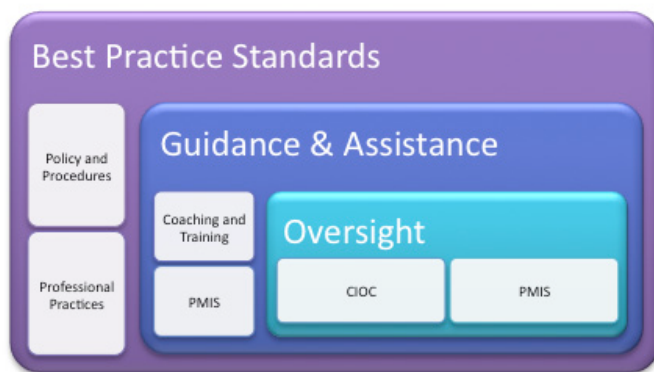 Best Practice Standards
Policy and
Procedures
Professional
Practices
Guidance & Assistance
Coaching and
Training
PMIS
Oversight
CIOC
PMIS